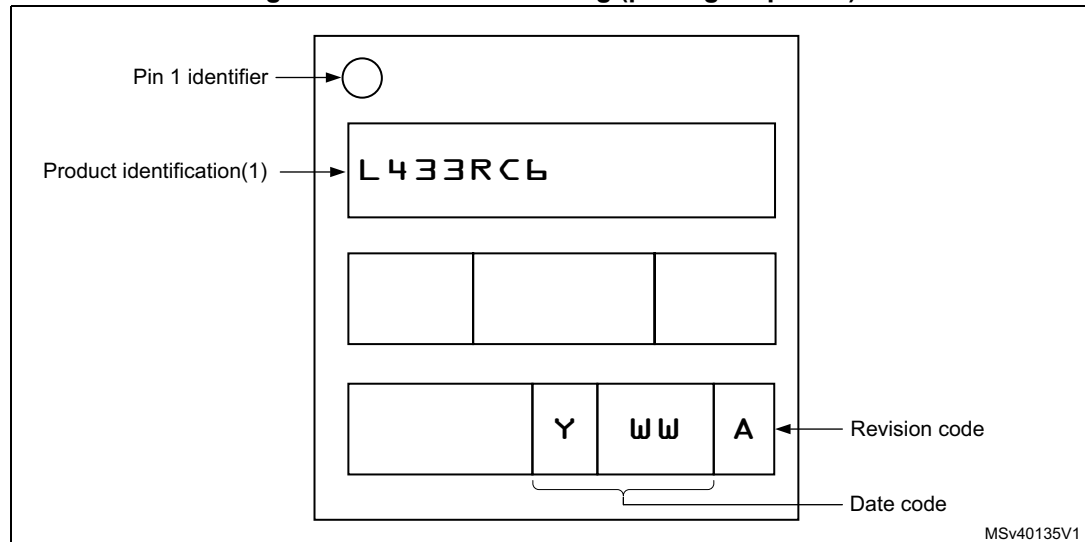 Pin 1 identifier
Product identification(1)
L433RC6
Y WW A
Revision code
Date code
MSv40135V1